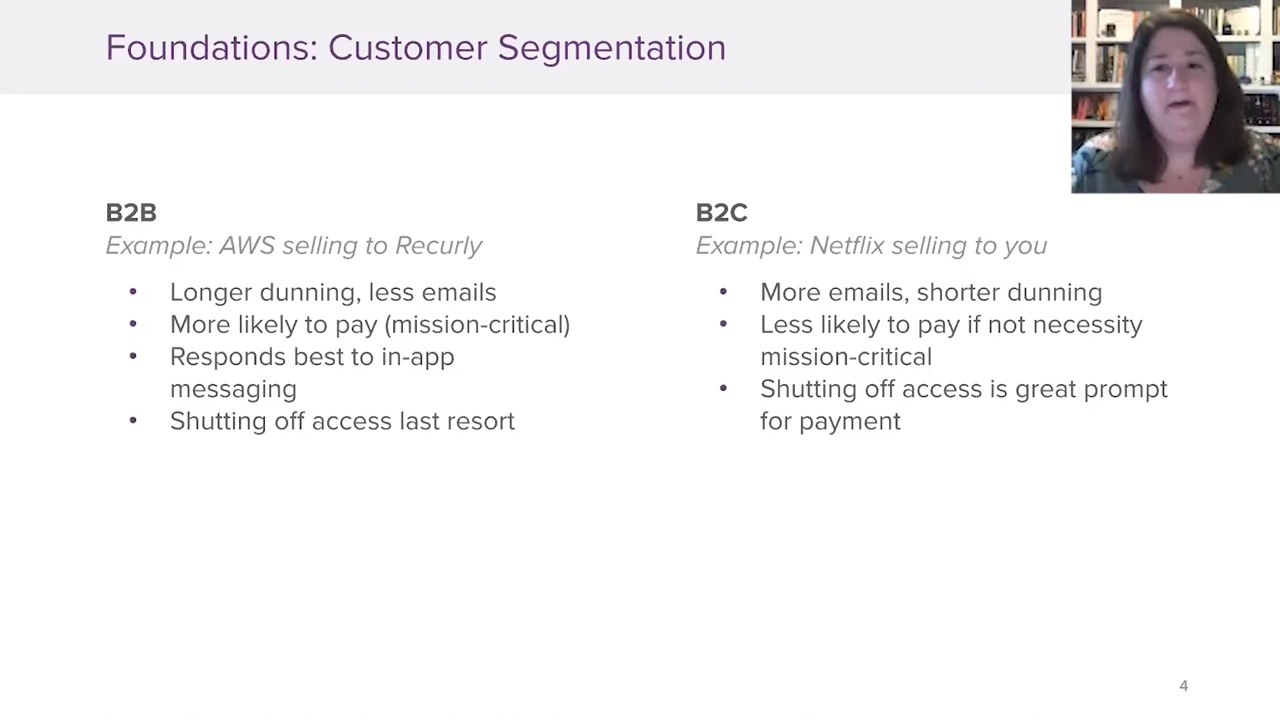 Foundations: Customer Segmentation
B2B
Example: AWS selling to Recurly
• Longer dunning, less emails
• More likely to pay (mission-critical)
• Responds best to in-app
messaging
• Shutting off access last resort
B2C
Example: Netflix selling to you
• More emails, shorter dunning
• Less likely to pay if not necessity
mission-critical
• Shutting off access is great prompt
for payment
4